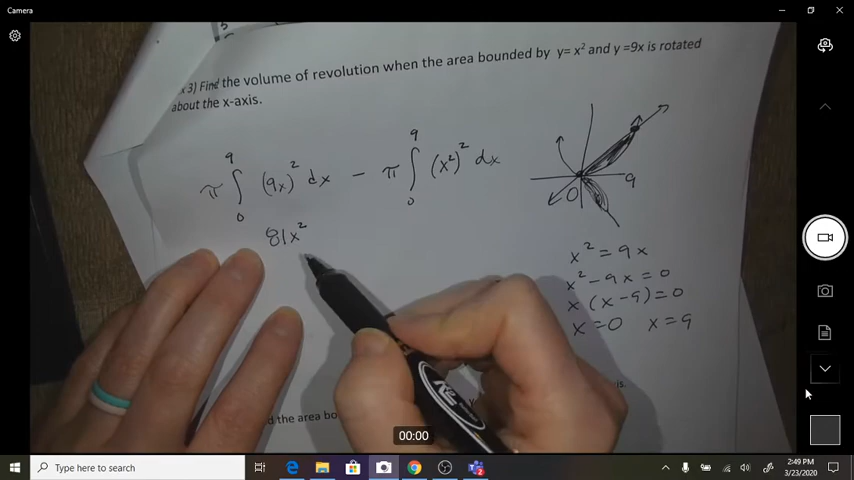 Camera
x 3) Find the volume of revolution when the area bounded by y= x² and y =9x is rotated
about the x-axis.
π ∫₀⁹ (9x)² dx − π ∫₀⁹ (x²)² dx
81x²
0 9
x² = 9x
x² − 9x = 0
x (x − 9) = 0
x = 0 x = 9
is.
d the area bo
00:00
Type here to search
2:49 PM
3/23/2020